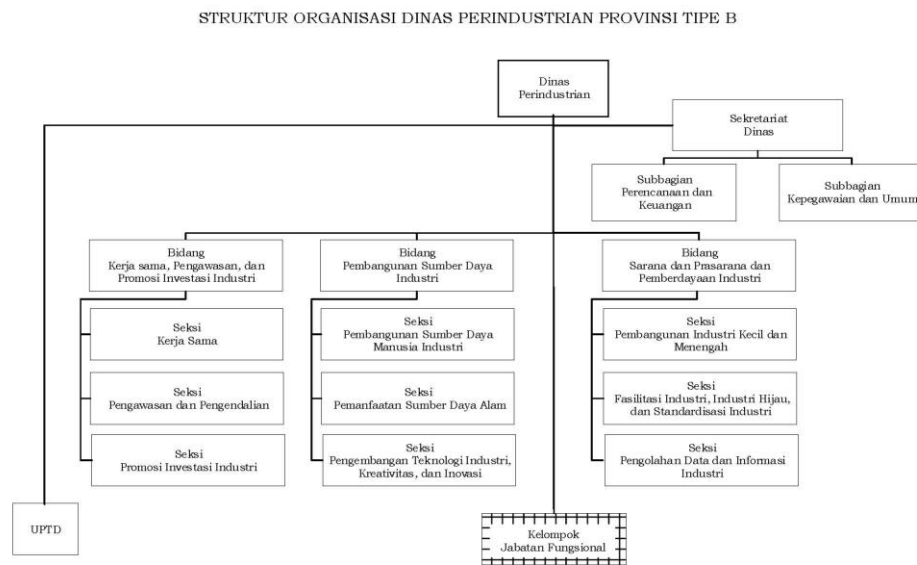 STRUKTUR ORGANISASI DINAS PERINDUSTRIAN PROVINSI TIPE B
Dinas
Perindustrian
Sekretariat
Dinas
Subbagian
Perencanaan dan
Keuangan
Subbagian
Kepegawaian dan Umum
Bidang
Kerja sama, Pengawasan, dan
Promosi Investasi Industri
Bidang
Pembangunan Sumber Daya
Industri
Bidang
Sarana dan Prasarana dan
Pemberdayaan Industri
Seksi
Kerja Sama
Seksi
Pembangunan Sumber Daya
Manusia Industri
Seksi
Pembangunan Industri Kecil dan
Menengah
Seksi
Pengawasan dan Pengendalian
Seksi
Pemanfaatan Sumber Daya Alam
Seksi
Fasilitasi Industri, Industri Hijau,
dan Standardisasi Industri
Seksi
Promosi Investasi Industri
Seksi
Pengembangan Teknologi Industri,
Kreativitas, dan Inovasi
Seksi
Pengolahan Data dan Informasi
Industri
UPTD
Kelompok
Jabatan Fungsional